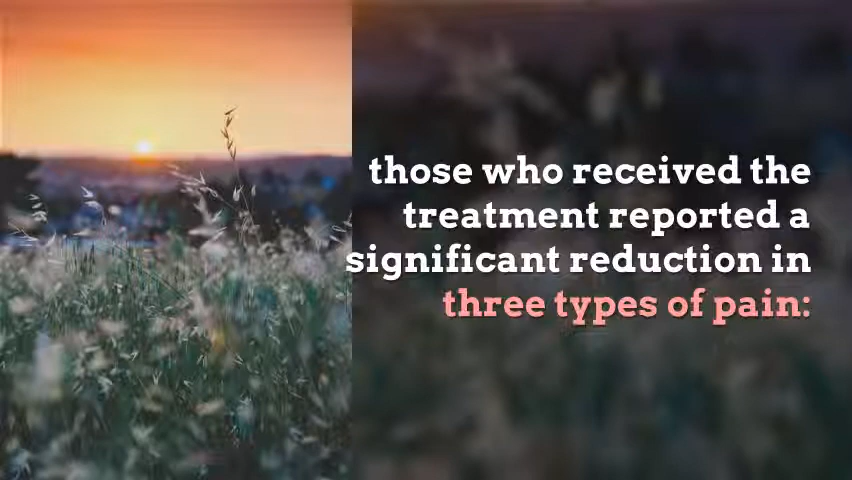 those who received the
treatment reported a
significant reduction in
three types of pain: